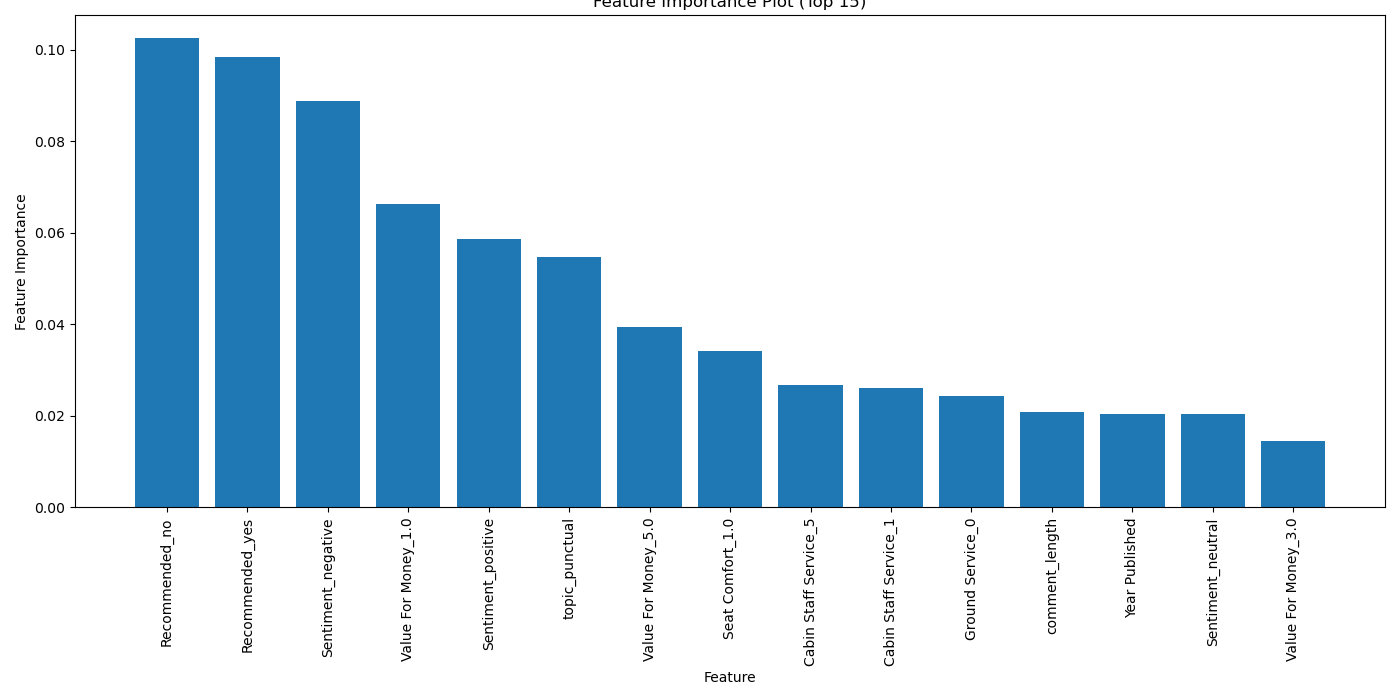 Feature Importance Plot (Top 15)
0.10
0.08
0.06
0.04
0.02
0.00
Feature Importance
Recommended_no
Recommended_yes
Sentiment_negative
Value For Money_1.0
Sentiment_positive
topic_punctual
Value For Money_5.0
Seat Comfort_1.0
Cabin Staff Service_5
Cabin Staff Service_1
Ground Service_0
comment_length
Year Published
Sentiment_neutral
Value For Money_3.0
Feature